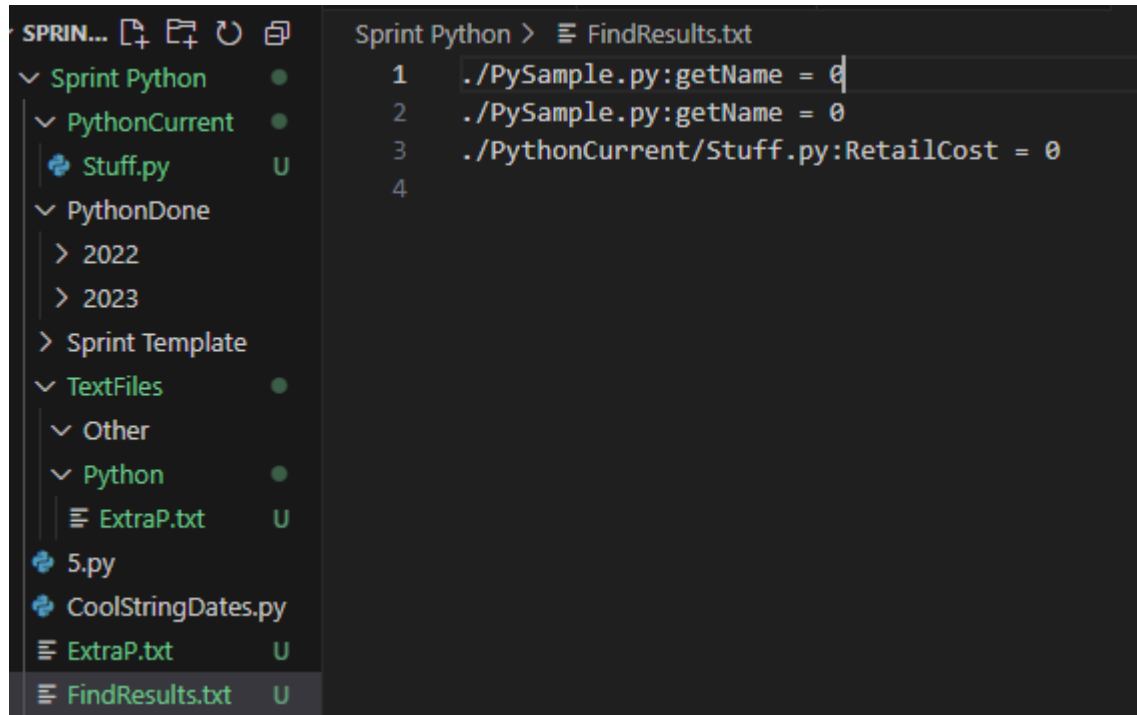 SPRIN...
Sprint Python
PythonCurrent
Stuff.py U
PythonDone
2022
2023
Sprint Template
TextFiles
Other
Python
ExtraP.txt U
5.py
CoolStringDates.py
ExtraP.txt U
FindResults.txt U
Sprint Python > FindResults.txt
1 ./PySample.py:getName = 0
2 ./PySample.py:getName = 0
3 ./PythonCurrent/Stuff.py:RetailCost = 0
4